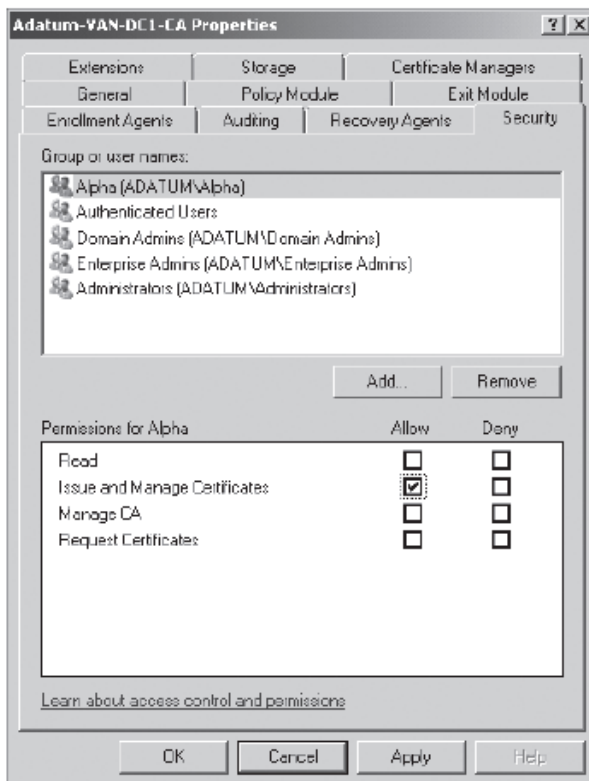 Adatum-VAN-DC1-CA Properties
Extensions Storage Certificate Managers
General Policy Module Exit Module
Enrollment Agents Auditing Recovery Agents Security
Group or user names:
Alpha (ADATUM\Alpha)
Authenticated Users
Domain Admins (ADATUM\Domain Admins)
Enterprise Admins (ADATUM\Enterprise Admins)
Administrators (ADATUM\Administrators)
Add... Remove
Permissions for Alpha Allow Deny
Read
Issue and Manage Certificates
Manage CA
Request Certificates
Learn about access control and permissions
OK Cancel Apply Help